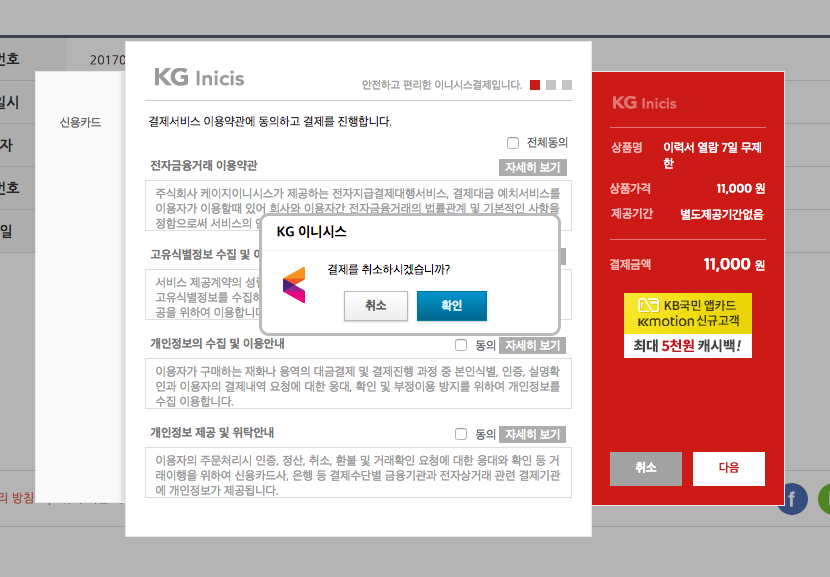 번호
20170
일시
자
번호
일
리 방침
신용카드
KG Inicis
안전하고 편리한 이니시스결제입니다.
결제서비스 이용약관에 동의하고 결제를 진행합니다.
전체동의
전자금융거래 이용약관
자세히 보기
주식회사 케이지이니시스가 제공하는 전자지급결제대행서비스, 결제대금 예치서비스를
이용자가 이용할때 있어 회사와 이용자간 전자금융거래의 법률관계 및 기본적인 사항을
정함으로써 서비스의
고유식별정보 수집 및
서비스 제공계약의
고유식별정보를 수집하
공을 위하여 이용합니다
KG 이니시스
결제를 취소하시겠습니까?
취소
확인
개인정보의 수집 및 이용안내
동의
자세히 보기
이용자가 구매하는 재화나 용역의 대금결제 및 결제진행 과정 중 본인식별, 인증, 실명확
인과 이용자의 결제내역 요청에 대한 응대, 확인 및 부정이용 방지를 위하여 개인정보를
수집 이용합니다.
개인정보 제공 및 위탁안내
동의
자세히 보기
이용자의 주문처리시 인증, 정산, 취소, 환불 및 거래확인 요청에 대한 응대와 확인 등 거
래이행을 위하여 신용카드사, 은행 등 결제수단별 금융기관과 전자상거래 관련 결제기관
에 개인정보가 제공됩니다.
KG Inicis
상품명
이력서 열람 7일 무제
한
상품가격
11,000 원
제공기간
별도제공기간없음
결제금액
11,000 원
KB국민 앱카드
K motion 신규고객
최대 5천원 캐시백!
취소
다음
f